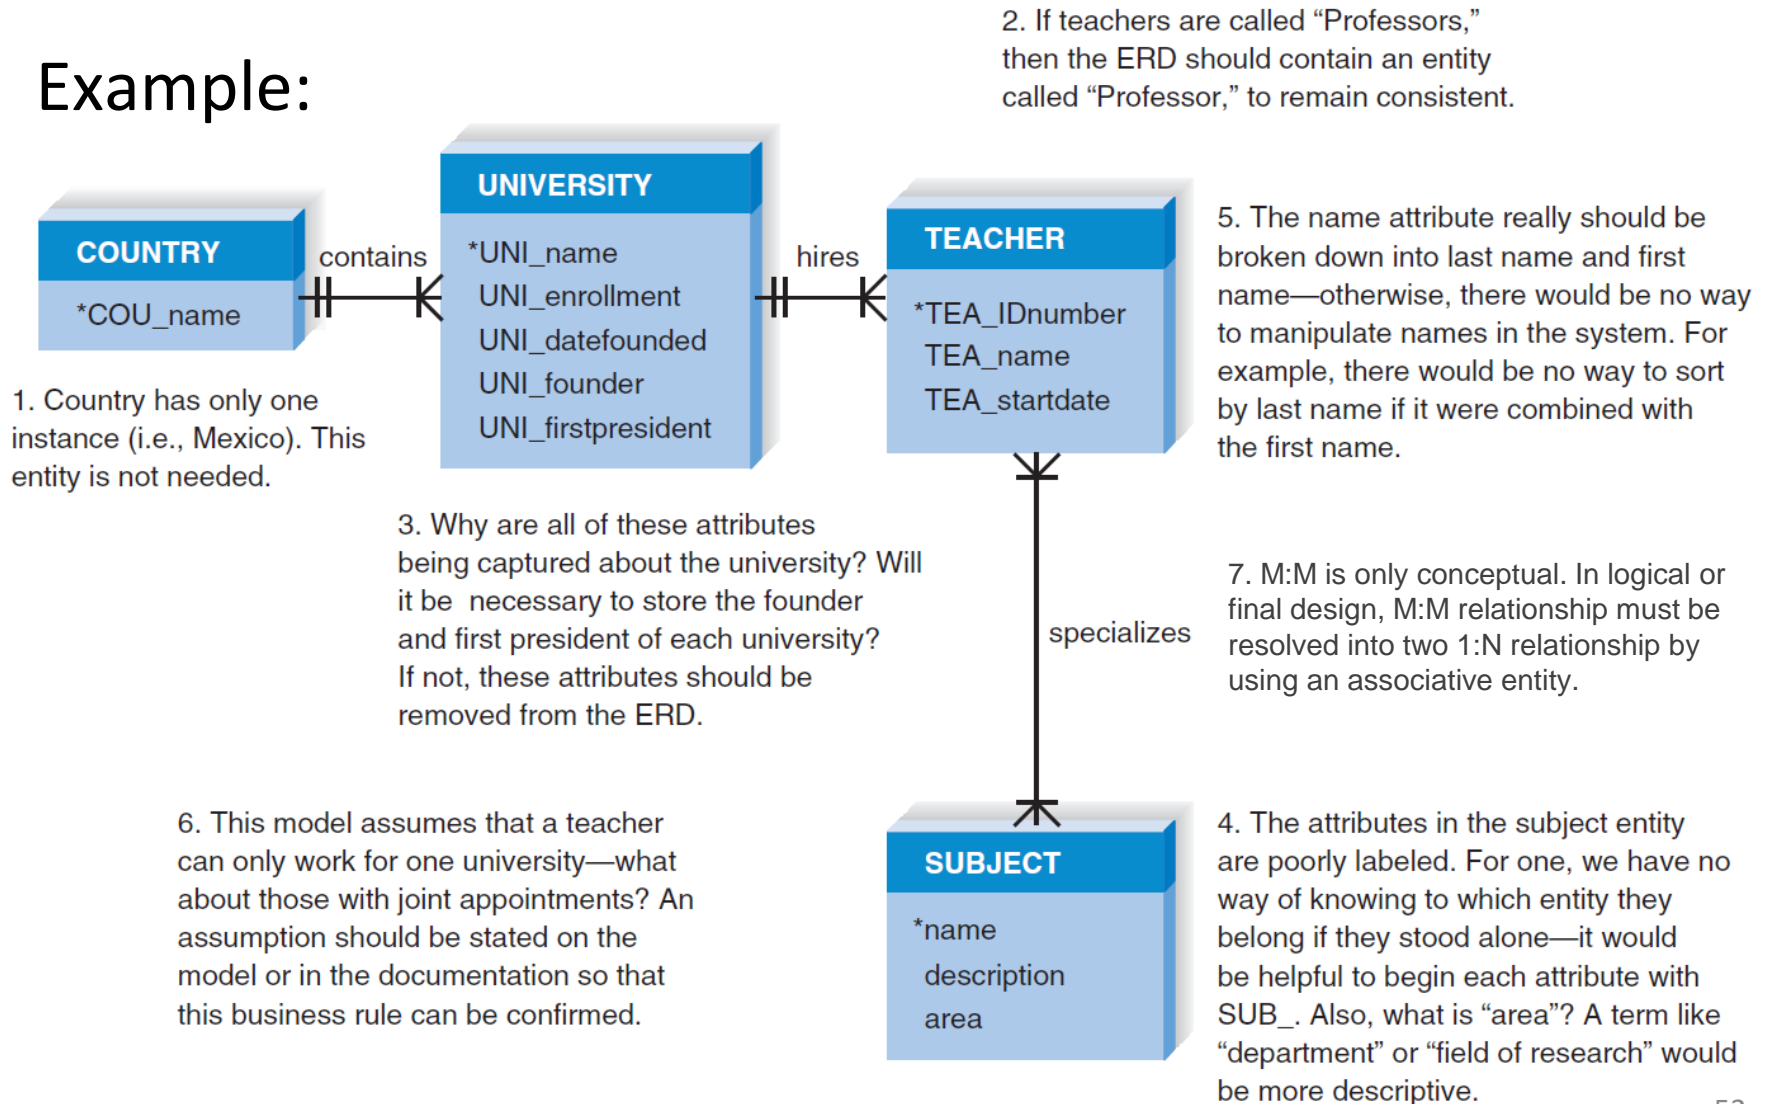 Example:
2. If teachers are called “Professors,”
then the ERD should contain an entity
called “Professor,” to remain consistent.
COUNTRY
*COU_name
contains
UNIVERSITY
*UNI_name
UNI_enrollment
UNI_datefounded
UNI_founder
UNI_firstpresident
hires
TEACHER
*TEA_IDnumber
TEA_name
TEA_startdate
5. The name attribute really should be
broken down into last name and first
name—otherwise, there would be no way
to manipulate names in the system. For
example, there would be no way to sort
by last name if it were combined with
the first name.
1. Country has only one
instance (i.e., Mexico). This
entity is not needed.
3. Why are all of these attributes
being captured about the university? Will
it be necessary to store the founder
and first president of each university?
If not, these attributes should be
removed from the ERD.
specializes
7. M:M is only conceptual. In logical or
final design, M:M relationship must be
resolved into two 1:N relationship by
using an associative entity.
6. This model assumes that a teacher
can only work for one university—what
about those with joint appointments? An
assumption should be stated on the
model or in the documentation so that
this business rule can be confirmed.
SUBJECT
*name
description
area
4. The attributes in the subject entity
are poorly labeled. For one, we have no
way of knowing to which entity they
belong if they stood alone—it would
be helpful to begin each attribute with
SUB_. Also, what is “area”? A term like
“department” or “field of research” would
be more descriptive.